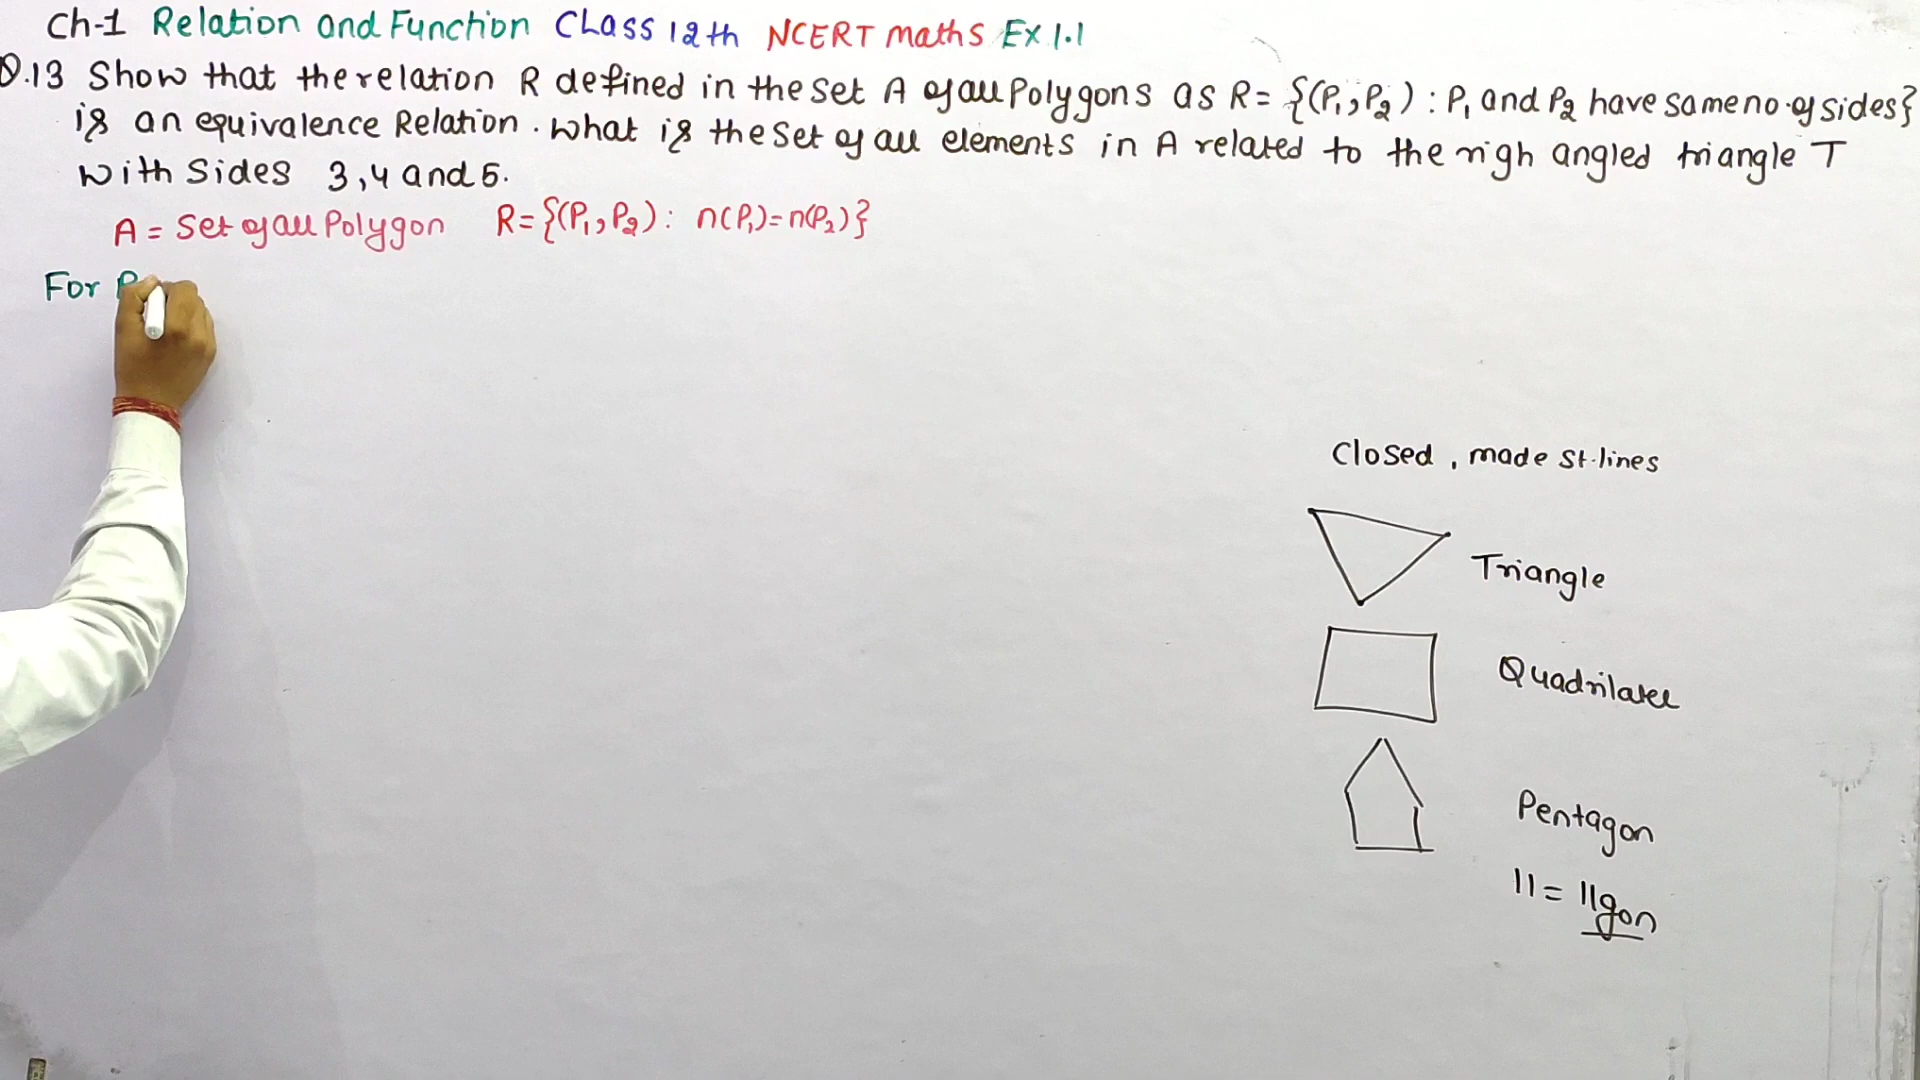 Ch-1 Relation and Function Class 12th NCERT maths Ex 1.1
Q.13 Show that the relation R defined in the set A of all Polygons as R= {(P₁,P₂) : P₁ and P₂ have same no. of sides}
is an equivalence Relation. What is the set of all elements in A related to the righ angled triangle T
with Sides 3,4 and 5.
A = Set of all Polygon R={(P₁,P₂): n(P₁)=n(P₂)}
For R
Closed, made st.lines
Triangle
Quadrilatel
Pentagon
11 = 11gon